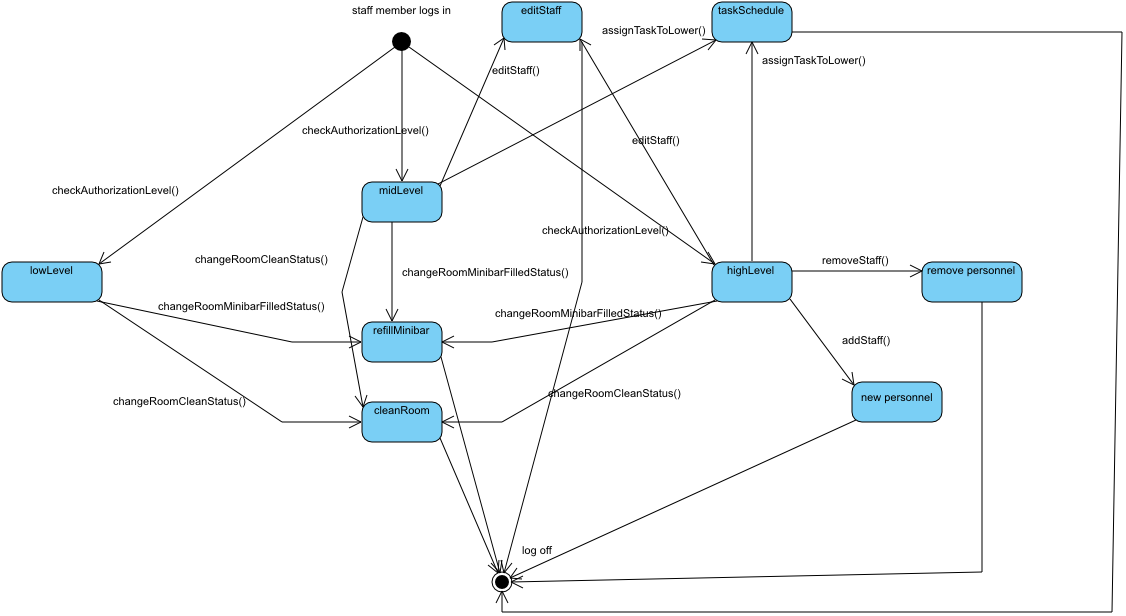 staff member logs in
editStaff
taskSchedule
assignTaskToLower()
assignTaskToLower()
editStaff()
checkAuthorizationLevel()
editStaff()
checkAuthorizationLevel()
midLevel
checkAuthorizationLevel()
changeRoomCleanStatus()
removeStaff()
lowLevel
changeRoomMinibarFilledStatus()
highLevel
remove personnel
changeRoomMinibarFilledStatus()
changeRoomMinibarFilledStatus()
refillMinibar
addStaff()
changeRoomCleanStatus()
changeRoomCleanStatus()
new personnel
cleanRoom
log off